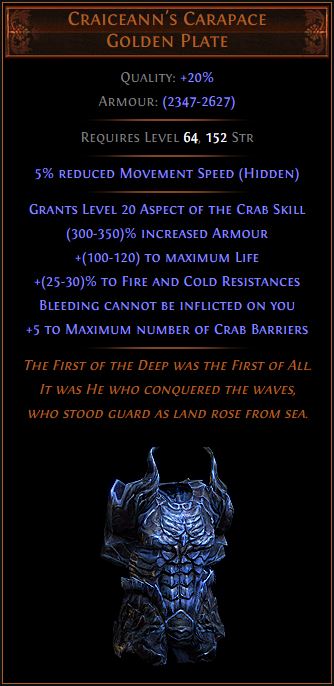 Craiceann's Carapace
Golden Plate
Quality: +20%
Armour: (2347-2627)
Requires Level 64, 152 Str
5% reduced Movement Speed (Hidden)
Grants Level 20 Aspect of the Crab Skill
(300-350)% increased Armour
+(100-120) to maximum Life
+(25-30)% to Fire and Cold Resistances
Bleeding cannot be inflicted on you
+5 to Maximum number of Crab Barriers
The First of the Deep was the First of All.
It was He who conquered the waves,
who stood guard as land rose from sea.